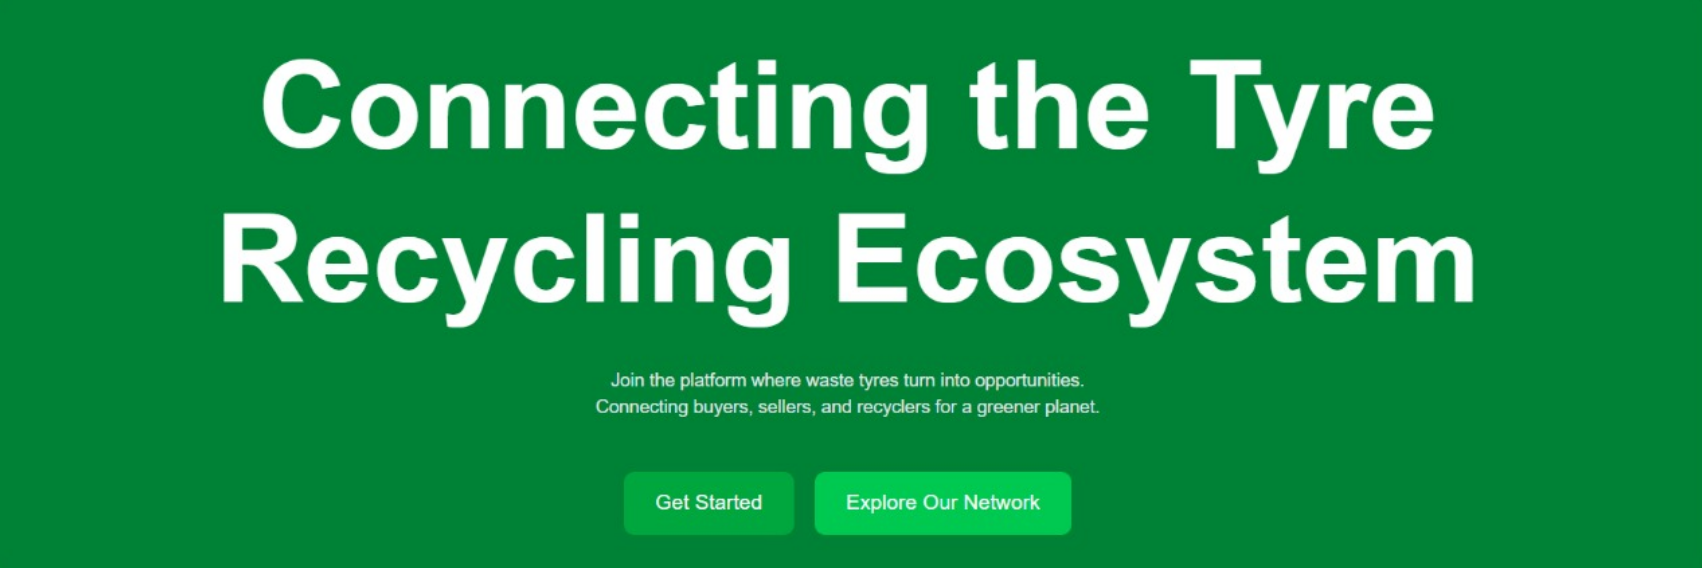 Connecting the Tyre
Recycling Ecosystem
Join the platform where waste tyres turn into opportunities.
Connecting buyers, sellers, and recyclers for a greener planet.
Get Started
Explore Our Network